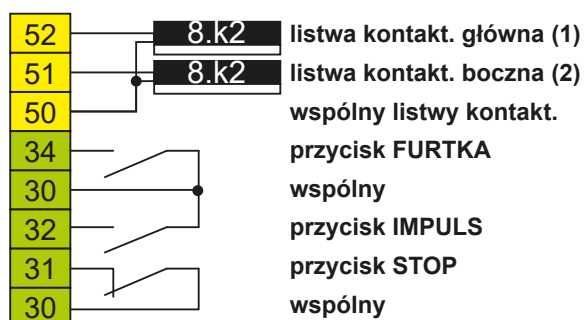 52 8.k2 listwa kontakt. główna (1)
51 8.k2 listwa kontakt. boczna (2)
50 wspólny listwy kontakt.
34 przycisk FURTKA
30 wspólny
32 przycisk IMPULS
31 przycisk STOP
30 wspólny